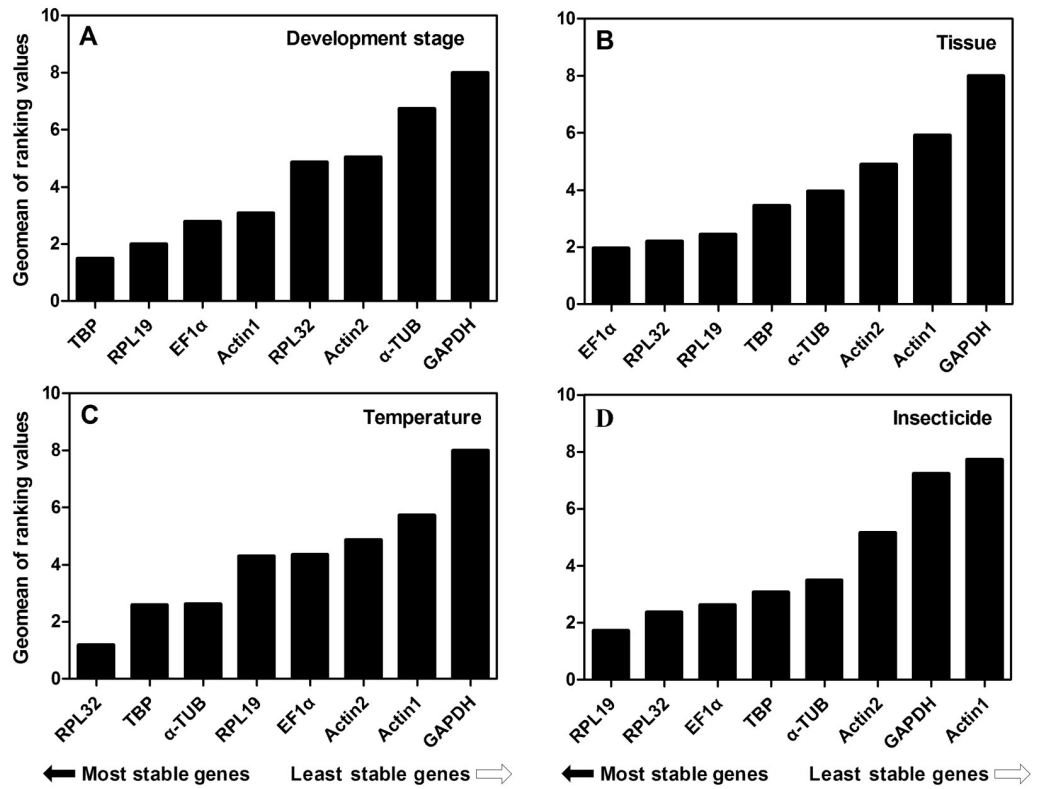 A
Development stage
Geomean of ranking values
10
8
6
4
2
0
TBP
RPL19
EF1α
Actin1
RPL32
Actin2
α-TUB
GAPDH
B
Tissue
10
8
6
4
2
0
EF1α
RPL32
RPL19
TBP
α-TUB
Actin2
Actin1
GAPDH
C
Temperature
Geomean of ranking values
10
8
6
4
2
0
RPL32
TBP
α-TUB
RPL19
EF1α
Actin2
Actin1
GAPDH
D
Insecticide
10
8
6
4
2
0
RPL19
RPL32
EF1α
TBP
α-TUB
Actin2
GAPDH
Actin1
Most stable genes
Least stable genes
Most stable genes
Least stable genes